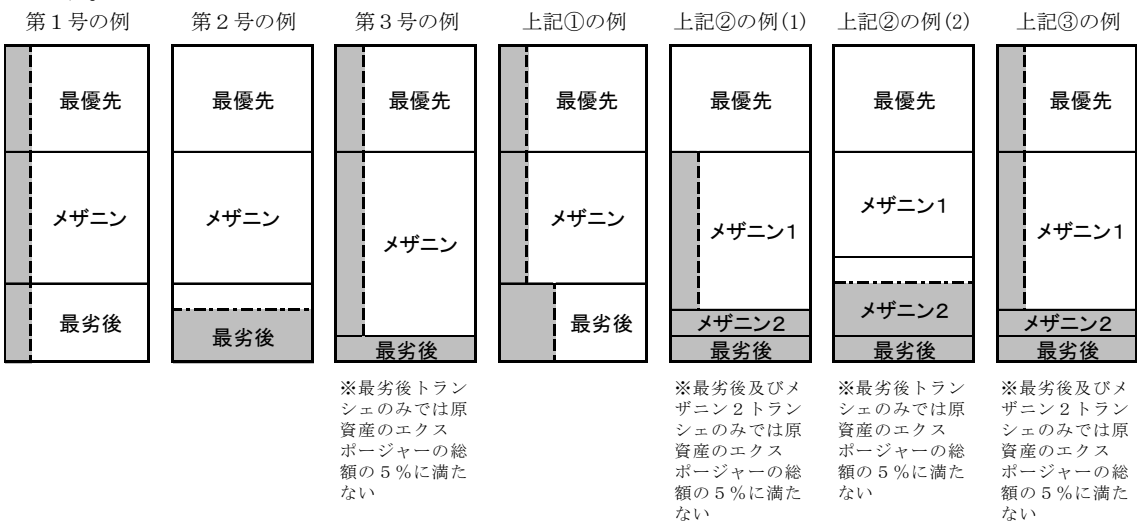 第１号の例
最優先
メザニン
最劣後
第２号の例
最優先
メザニン
最劣後
第３号の例
最優先
メザニン
最劣後
※最劣後トラン
シェのみでは原
資産のエクス
ポージャーの総
額の５％に満た
ない
上記①の例
最優先
メザニン
最劣後
上記②の例(1)
最優先
メザニン１
メザニン２
最劣後
※最劣後及びメ
ザニン２トラン
シェのみでは原
資産のエクス
ポージャーの総
額の５％に満た
ない
上記②の例(2)
最優先
メザニン１
メザニン２
最劣後
※最劣後トラン
シェのみでは原
資産のエクス
ポージャーの総
額の５％に満た
ない
上記③の例
最優先
メザニン１
メザニン２
最劣後
※最劣後及びメ
ザニン２トラン
シェのみでは原
資産のエクス
ポージャーの総
額の５％に満た
ない